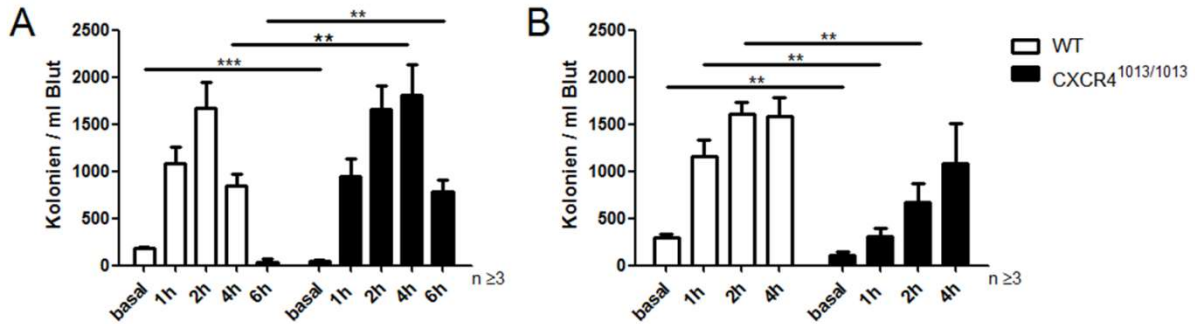 A
Kolonien / ml Blut
2500
2000
1500
1000
500
0
**
**
***
basal 1h 2h 4h 6h basal 1h 2h 4h 6h
n ≥3
B
Kolonien / ml Blut
2500
2000
1500
1000
500
0
**
**
**
basal 1h 2h 4h basal 1h 2h 4h
n ≥3
WT
CXCR4^1013/1013